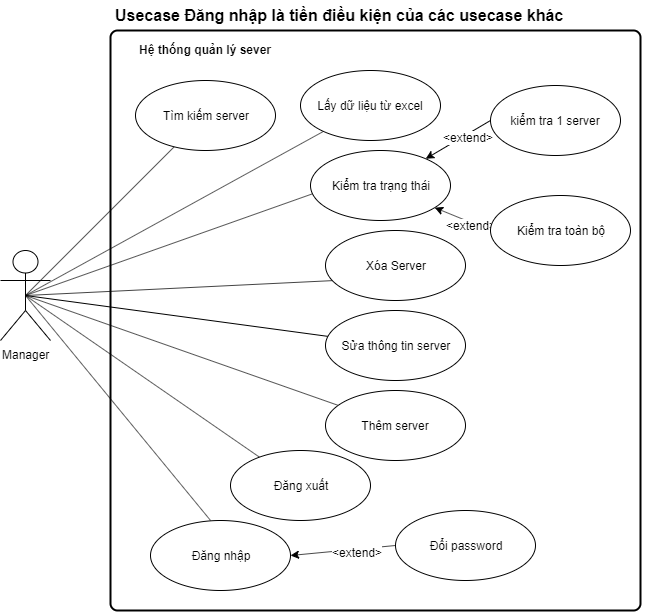 Usecase Đăng nhập là tiền điều kiện của các usecase khác
Hệ thống quản lý sever
Tìm kiếm server
Lấy dữ liệu từ excel
kiểm tra 1 server
<extend>
Kiểm tra trạng thái
<extend>
Kiểm tra toàn bộ
Xóa Server
Manager
Sửa thông tin server
Thêm server
Đăng xuất
Đăng nhập
<extend>
Đổi password